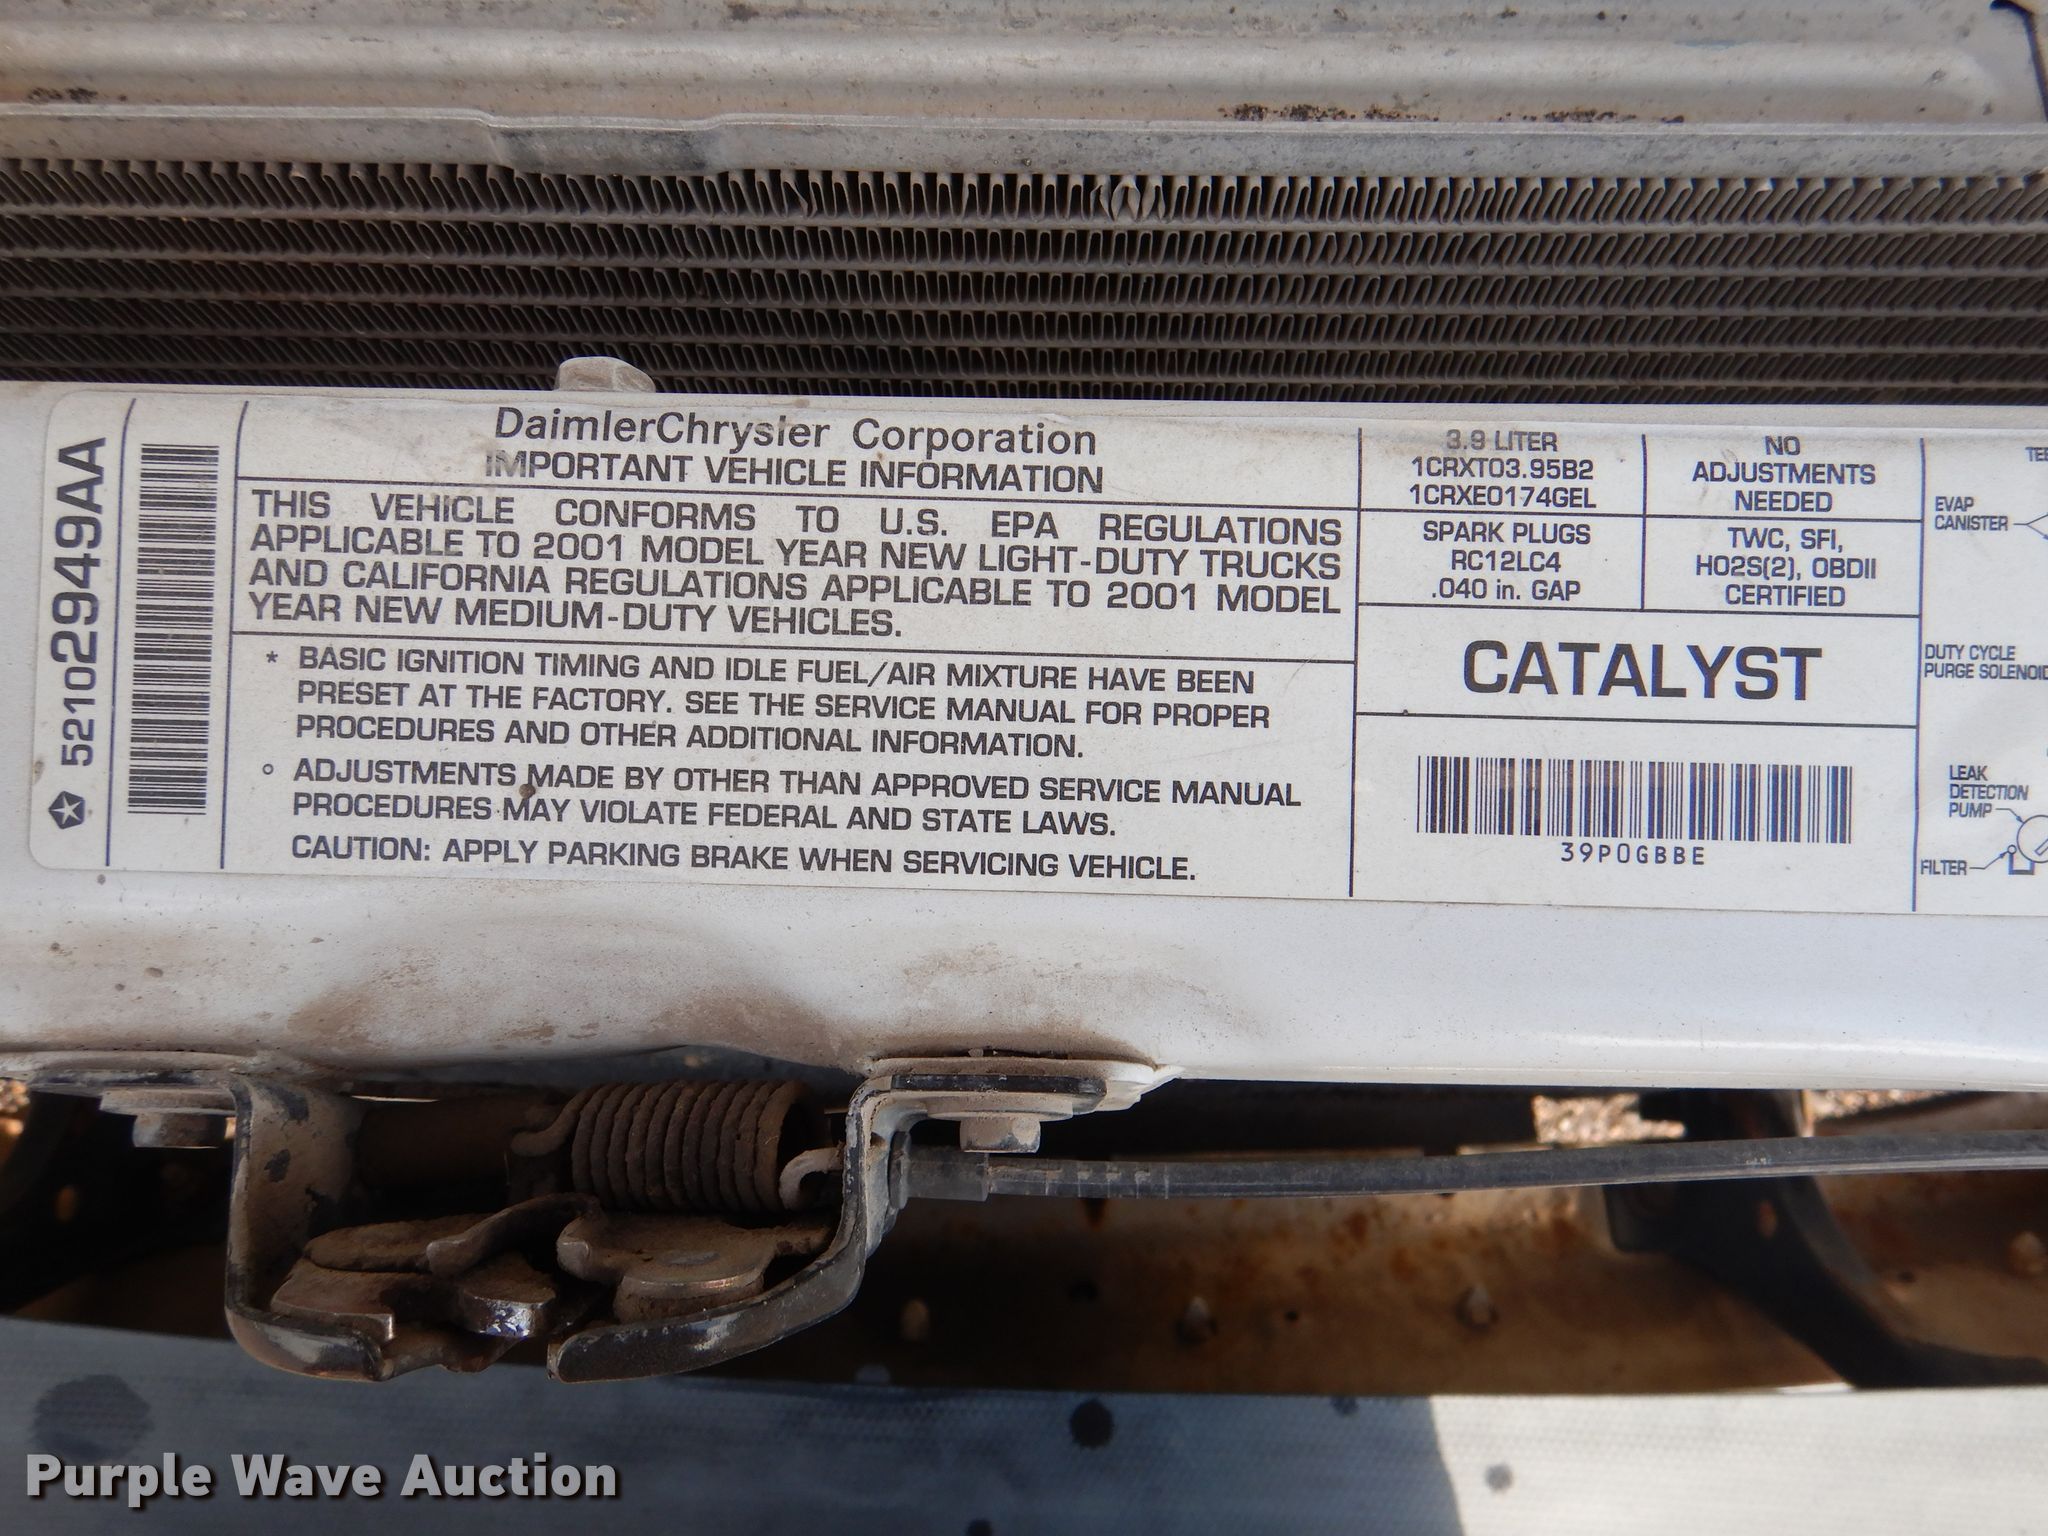 52102949AA
DaimlerChrysler Corporation
IMPORTANT VEHICLE INFORMATION
THIS VEHICLE CONFORMS TO U.S. EPA REGULATIONS
APPLICABLE TO 2001 MODEL YEAR NEW LIGHT-DUTY TRUCKS
AND CALIFORNIA REGULATIONS APPLICABLE TO 2001 MODEL
YEAR NEW MEDIUM-DUTY VEHICLES.
* BASIC IGNITION TIMING AND IDLE FUEL/AIR MIXTURE HAVE BEEN
PRESET AT THE FACTORY. SEE THE SERVICE MANUAL FOR PROPER
PROCEDURES AND OTHER ADDITIONAL INFORMATION.
° ADJUSTMENTS MADE BY OTHER THAN APPROVED SERVICE MANUAL
PROCEDURES MAY VIOLATE FEDERAL AND STATE LAWS.
CAUTION: APPLY PARKING BRAKE WHEN SERVICING VEHICLE.
3.9 LITER
1CRXT03.95B2
1CRXE0174GEL
NO
ADJUSTMENTS
NEEDED
SPARK PLUGS
RC12LC4
.040 in. GAP
TWC, SFI,
HO2S(2), OBDII
CERTIFIED
CATALYST
39P0GBBE
TEE
EVAP
CANISTER
DUTY CYCLE
PURGE SOLENOID
LEAK
DETECTION
PUMP
FILTER
Purple Wave Auction